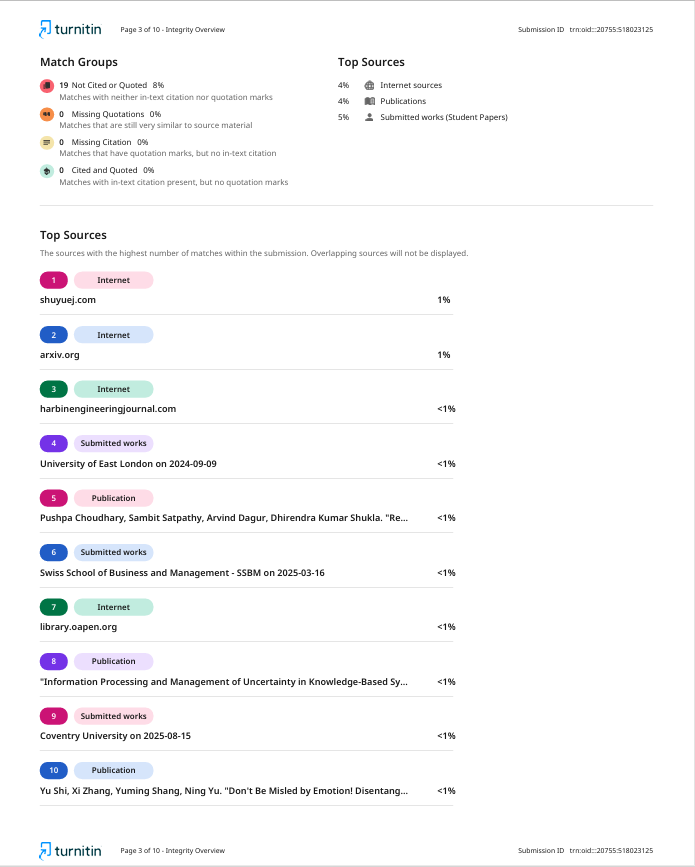 turnitin Page 3 of 10 - Integrity Overview Submission ID trn:oid:::20755:518023125
Match Groups
19 Not Cited or Quoted 8%
Matches with neither in-text citation nor quotation marks
0 Missing Quotations 0%
Matches that are still very similar to source material
0 Missing Citation 0%
Matches that have quotation marks, but no in-text citation
0 Cited and Quoted 0%
Matches with in-text citation present, but no quotation marks
Top Sources
4% Internet sources
4% Publications
5% Submitted works (Student Papers)
Top Sources
The sources with the highest number of matches within the submission. Overlapping sources will not be displayed.
1 Internet
shuyuej.com 1%
2 Internet
arxiv.org 1%
3 Internet
harbinengineeringjournal.com <1%
4 Submitted works
University of East London on 2024-09-09 <1%
5 Publication
Pushpa Choudhary, Sambit Satpathy, Arvind Dagur, Dhirendra Kumar Shukla. "Re... <1%
6 Submitted works
Swiss School of Business and Management - SSBM on 2025-03-16 <1%
7 Internet
library.oapen.org <1%
8 Publication
"Information Processing and Management of Uncertainty in Knowledge-Based Sy... <1%
9 Submitted works
Coventry University on 2025-08-15 <1%
10 Publication
Yu Shi, Xi Zhang, Yuming Shang, Ning Yu. "Don't Be Misled by Emotion! Disentang... <1%
turnitin Page 3 of 10 - Integrity Overview Submission ID trn:oid:::20755:518023125